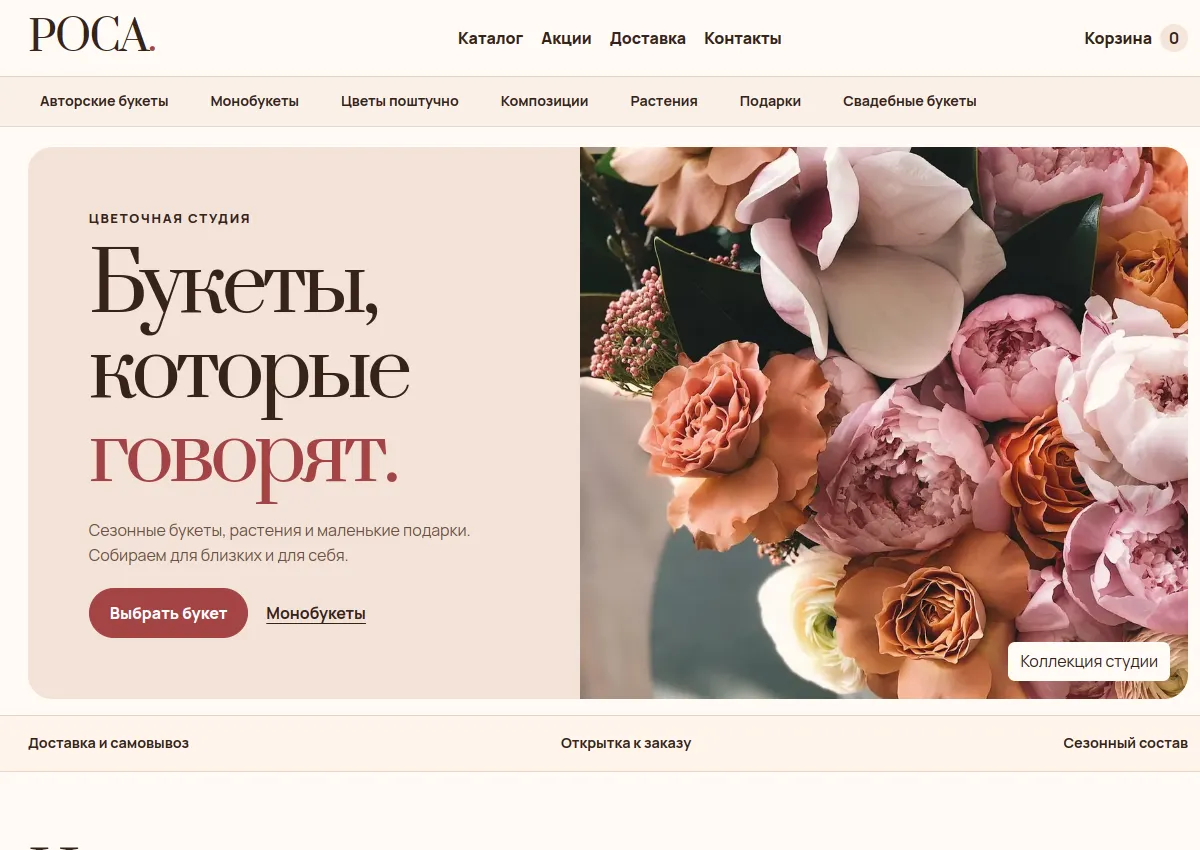 РОСА.
Каталог Акции Доставка Контакты
Корзина 0
Авторские букеты Монобукеты Цветы поштучно Композиции Растения Подарки Свадебные букеты
ЦВЕТОЧНАЯ СТУДИЯ
Букеты,
которые
говорят.
Сезонные букеты, растения и маленькие подарки.
Собираем для близких и для себя.
Выбрать букет Монобукеты
Коллекция студии
Доставка и самовывоз Открытка к заказу Сезонный состав